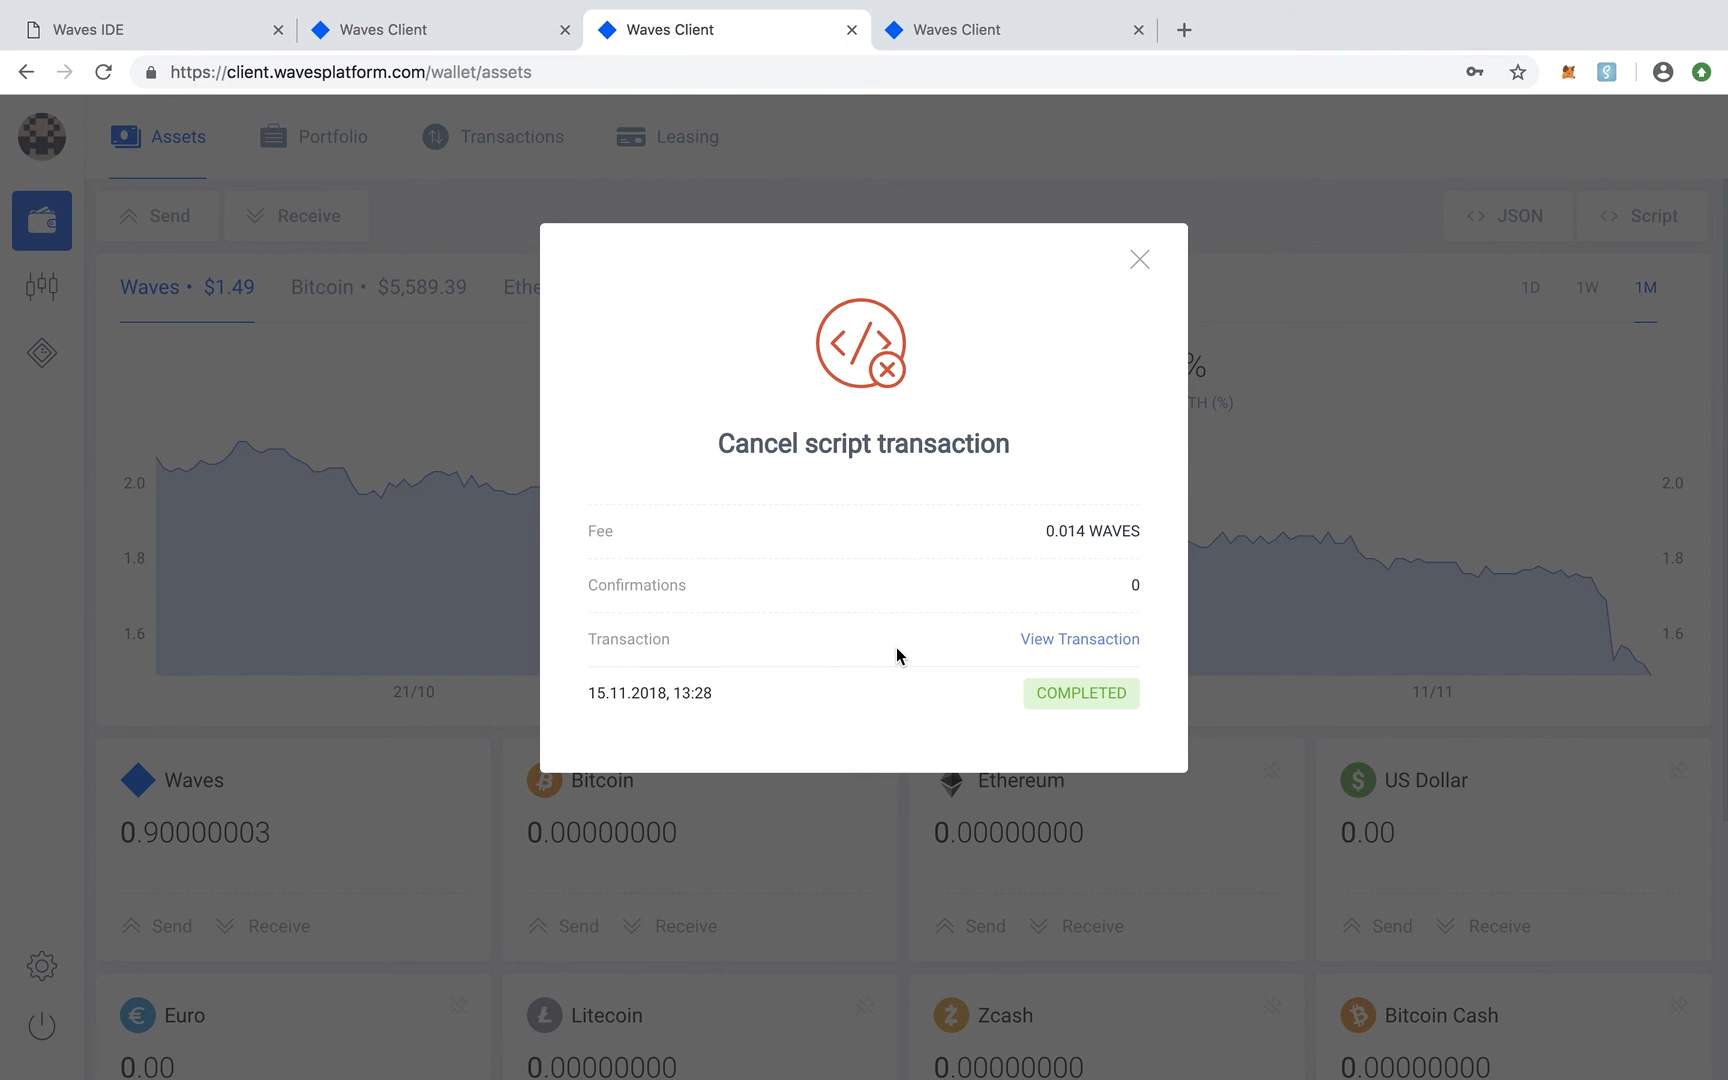 Waves IDE
Waves Client
Waves Client
Waves Client
https://client.wavesplatform.com/wallet/assets
Assets
Portfolio
Transactions
Leasing
Send
Receive
<> JSON
<> Script
Waves • $1.49
Bitcoin • $5,589.39
Ethe
1D
1W
1M
%
TH (%)
Cancel script transaction
Fee
0.014 WAVES
Confirmations
0
Transaction
View Transaction
15.11.2018, 13:28
COMPLETED
2.0
1.8
1.6
21/10
2.0
1.8
1.6
11/11
Waves
0.90000003
Send
Receive
Bitcoin
0.00000000
Send
Receive
Ethereum
0.00000000
Send
Receive
US Dollar
0.00
Send
Receive
Euro
0.00
Litecoin
0.00000000
Zcash
0.00000000
Bitcoin Cash
0.00000000